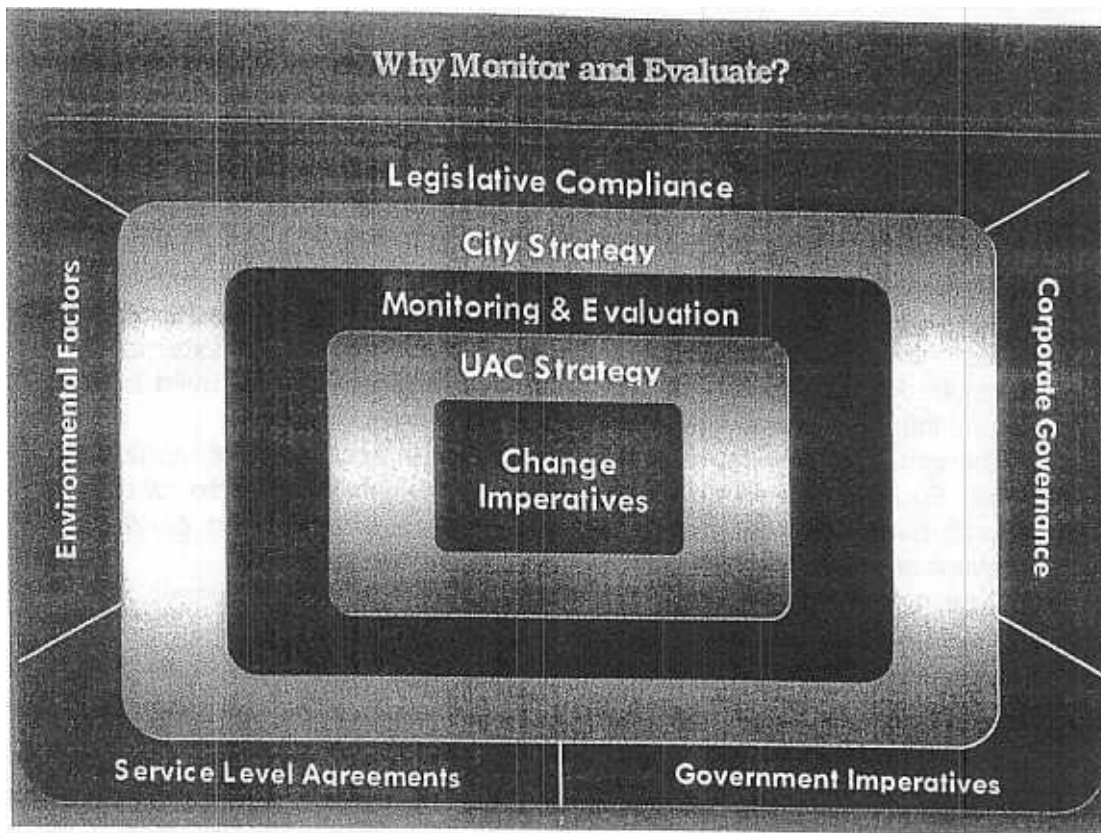 Why Monitor and Evaluate?
Legislative Compliance
City Strategy
Monitoring & Evaluation
UAC Strategy
Change
Imperatives
Environmental Factors
Corporate Governance
Service Level Agreements
Government Imperatives